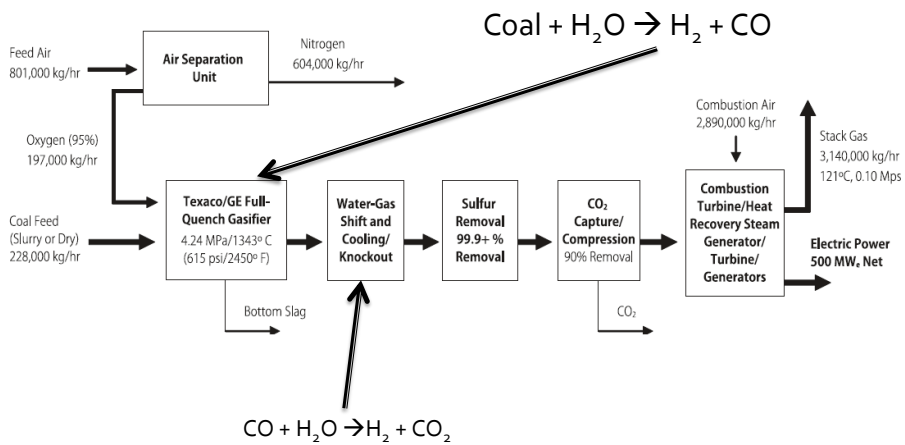 Coal + H₂O → H₂ + CO
Feed Air
801,000 kg/hr
Air Separation
Unit
Nitrogen
604,000 kg/hr
Oxygen (95%)
197,000 kg/hr
Combustion Air
2,890,000 kg/hr
Stack Gas
3,140,000 kg/hr
121ºC, 0.10 Mps
Coal Feed
(Slurry or Dry)
228,000 kg/hr
Texaco/GE Full-
Quench Gasifier
4.24 MPa/1343º C
(615 psi/2450º F)
Water-Gas
Shift and
Cooling/
Knockout
Sulfur
Removal
99.9+ %
Removal
CO₂
Capture/
Compression
90% Removal
Combustion
Turbine/Heat
Recovery Steam
Generator/
Turbine/
Generators
Electric Power
500 MWₑ Net
Bottom Slag
CO₂
CO + H₂O →H₂ + CO₂